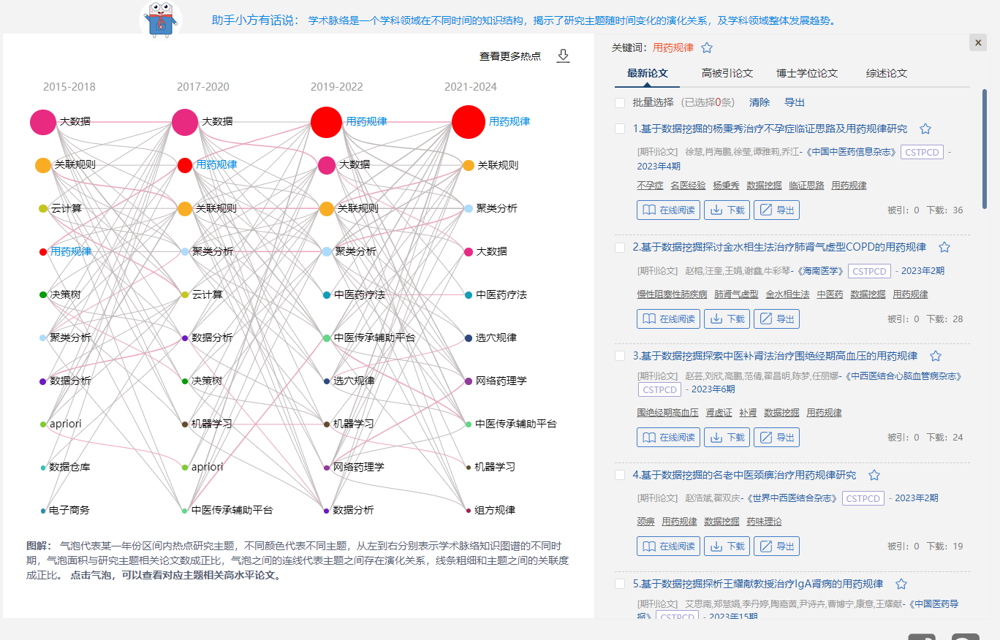 助手小方有话说： 学术脉络是一个学科领域在不同时间的知识结构，揭示了研究主题随时间变化的演化关系，及学科领域整体发展趋势。
查看更多热点
2015-2018 2017-2020 2019-2022 2021-2024
大数据 大数据 用药规律 用药规律
关联规则 用药规律 大数据 关联规则
云计算 关联规则 关联规则 聚类分析
用药规律 聚类分析 聚类分析 大数据
决策树 云计算 中医药疗法 中医药疗法
聚类分析 数据分析 中医传承辅助平台 选穴规律
数据分析 决策树 选穴规律 网络药理学
apriori 机器学习 机器学习 中医传承辅助平台
数据仓库 apriori 网络药理学 机器学习
电子商务 中医传承辅助平台 数据分析 组方规律
图解： 气泡代表某一年份区间内热点研究主题，不同颜色代表不同主题，从左到右分别表示学术脉络知识图谱的不同时
期，气泡面积与研究主题相关论文数成正比，气泡之间的连线代表主题之间存在演化关系，线条粗细和主题之间的关联度
成正比。 点击气泡，可以查看对应主题相关高水平论文。
关键词：用药规律
x
最新论文 高被引论文 博士学位论文 综述论文
批量选择 (已选择0条) 清除 导出
1.基于数据挖掘的杨秉秀治疗不孕症临证思路及用药规律研究
[期刊论文] 徐慧,肖海鹏,徐莹,谭雅莉,乔江-《中国中医药信息杂志》 CSTPCD -
2023年4期
不孕症 名医经验 杨秉秀 数据挖掘 临证思路 用药规律
在线阅读 下载 导出 被引：0 下载：36
2.基于数据挖掘探讨金水相生法治疗肺肾气虚型COPD的用药规律
[期刊论文] 赵榕,汪奎,王娟,谢鑫,牛彩琴-《海南医学》 CSTPCD - 2023年2期
慢性阻塞性肺疾病 肺肾气虚型 金水相生法 中医药 数据挖掘 用药规律
在线阅读 下载 导出 被引：0 下载：28
3.基于数据挖掘探索中医补肾法治疗围绝经期高血压的用药规律
[期刊论文] 赵芸,刘欣,高鹏,范倩,翟昌明,陈梦,任丽娜-《中西医结合心脑血管病杂志》
CSTPCD - 2023年6期
围绝经期高血压 肾虚证 补肾 数据挖掘 用药规律
在线阅读 下载 导出 被引：0 下载：24
4.基于数据挖掘的名老中医颈痹治疗用药规律研究
[期刊论文] 赵浩斌,翟双庆-《世界中西医结合杂志》 CSTPCD - 2023年2期
颈痹 用药规律 数据挖掘 药味理论
在线阅读 下载 导出 被引：0 下载：19
5.基于数据挖掘探析王耀献教授治疗IgA肾病的用药规律
[期刊论文] 艾思南,郑慧娟,李丹婷,陶嘉茵,尹诗卉,曹博宁,康意,王耀献-《中国医药导
报》 CSTPCD - 2023年15期